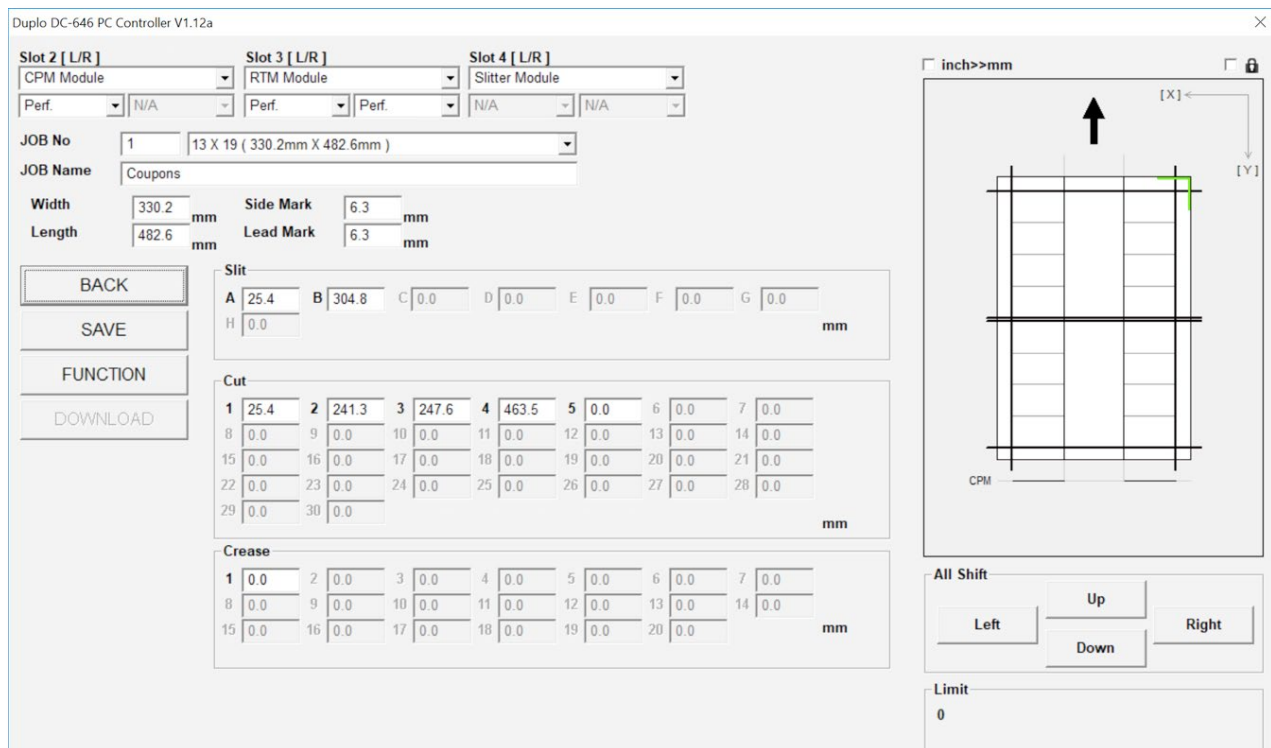 Duplo DC-646 PC Controller V1.12a
Slot 2 [ L/R ] Slot 3 [ L/R ] Slot 4 [ L/R ]
CPM Module RTM Module Slitter Module
Perf. N/A Perf. Perf. N/A N/A
JOB No 1 13 X 19 ( 330.2mm X 482.6mm )
JOB Name Coupons
Width 330.2 mm Side Mark 6.3 mm
Length 482.6 mm Lead Mark 6.3 mm
BACK
SAVE
FUNCTION
DOWNLOAD
Slit
A 25.4 B 304.8 C 0.0 D 0.0 E 0.0 F 0.0 G 0.0
H 0.0 mm
Cut
1 25.4 2 241.3 3 247.6 4 463.5 5 0.0 6 0.0 7 0.0
8 0.0 9 0.0 10 0.0 11 0.0 12 0.0 13 0.0 14 0.0
15 0.0 16 0.0 17 0.0 18 0.0 19 0.0 20 0.0 21 0.0
22 0.0 23 0.0 24 0.0 25 0.0 26 0.0 27 0.0 28 0.0
29 0.0 30 0.0
mm
Crease
1 0.0 2 0.0 3 0.0 4 0.0 5 0.0 6 0.0 7 0.0
8 0.0 9 0.0 10 0.0 11 0.0 12 0.0 13 0.0 14 0.0
15 0.0 16 0.0 17 0.0 18 0.0 19 0.0 20 0.0 mm
inch>>mm
[X]
[Y]
CPM
All Shift
Up
Left Right
Down
Limit
0